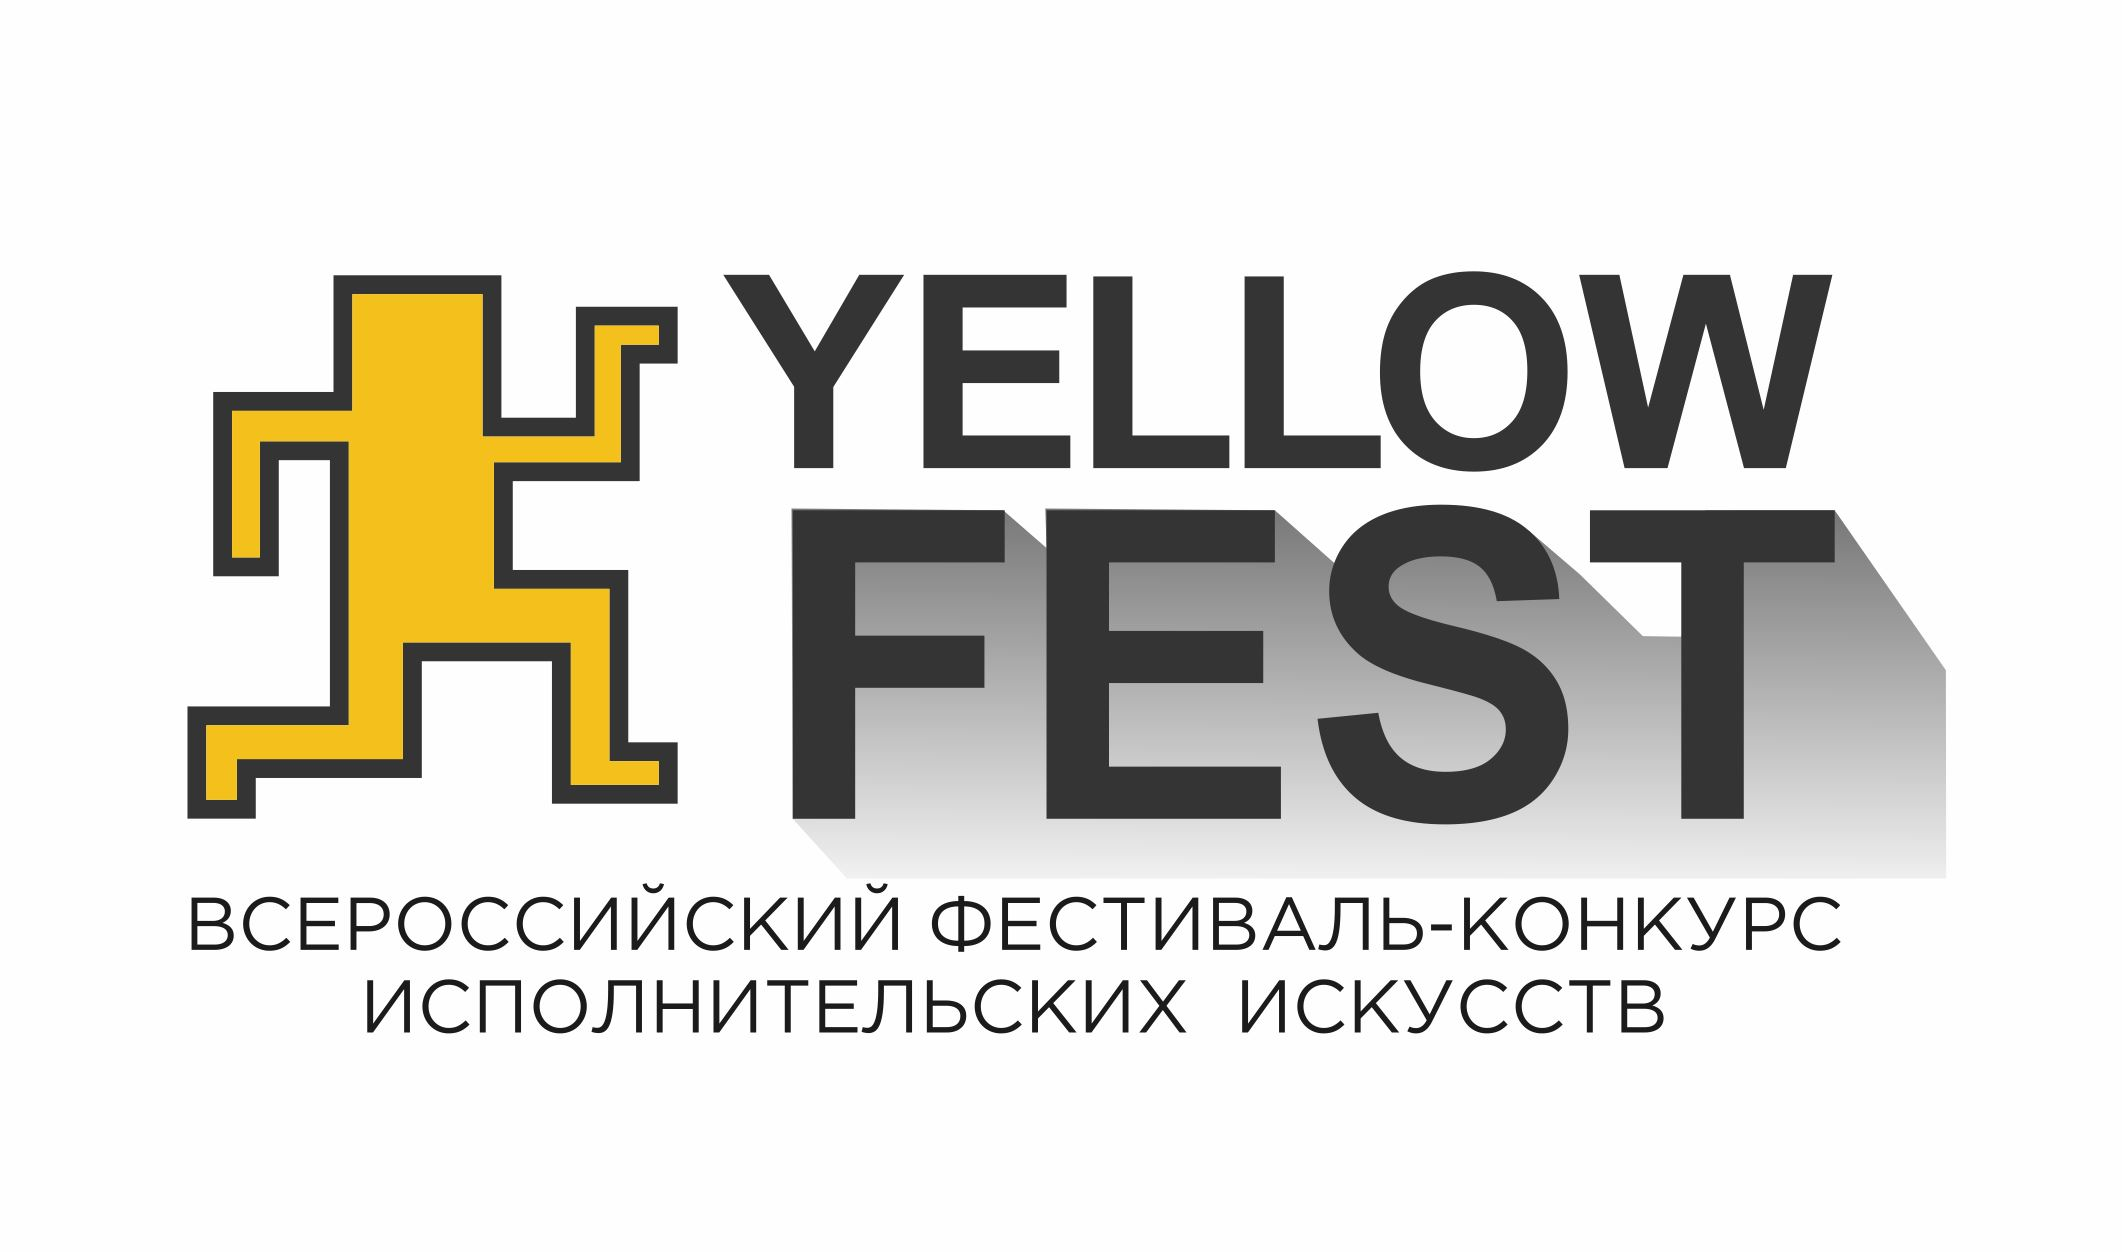 YELLOW
FEST
ВСЕРОССИЙСКИЙ ФЕСТИВАЛЬ-КОНКУРС
ИСПОЛНИТЕЛЬСКИХ ИСКУССТВ